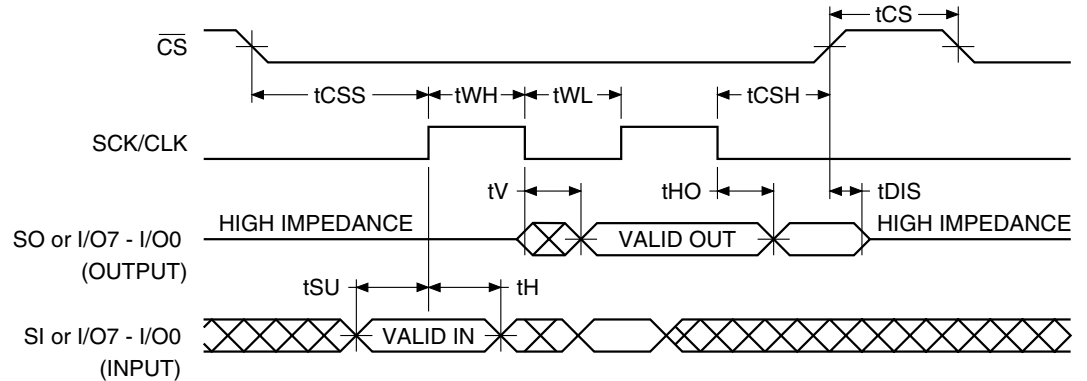 tCS
CS
tCSS
tWH
tWL
tCSH
SCK/CLK
tV
tHO
tDIS
HIGH IMPEDANCE
HIGH IMPEDANCE
SO or I/O7 - I/O0
(OUTPUT)
VALID OUT
tSU
tH
SI or I/O7 - I/O0
(INPUT)
VALID IN